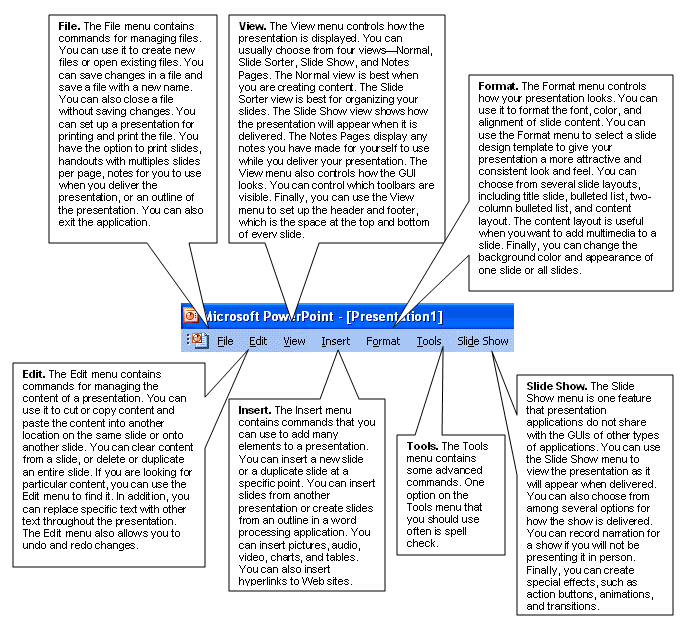 File. The File menu contains
commands for managing files.
You can use it to create new
files or open existing files. You
can save changes in a file and
save a file with a new name.
You can also close a file
without saving changes. You
can set up a presentation for
printing and print the file. You
have the option to print slides,
handouts with multiple slides
per page, notes for you to use
when you deliver the
presentation, or an outline of
the presentation. You can also
exit the application.
View. The View menu controls how the
presentation is displayed. You can
usually choose from four views—Normal,
Slide Sorter, Slide Show, and Notes
Pages. The Normal view is best when
you are creating content. The Slide
Sorter view is best for organizing your
slides. The Slide Show view shows how
the presentation will appear when it is
delivered. The Notes Pages display any
notes you have made for yourself to use
while you deliver your presentation. The
View menu also controls how the GUI
looks. You can control which toolbars are
visible. Finally, you can use the View
menu to set up the header and footer,
which is the space at the top and bottom
of every slide.
Format. The Format menu controls
how your presentation looks. You can
use it to format the font, color, and
alignment of slide content. You can
use the Format menu to select a slide
design template to give your
presentation a more attractive and
consistent look and feel. You can
choose from several slide layouts,
including title slide, bulleted list, two-
column bulleted list, and content
layout. The content layout is useful
when you want to add multimedia to a
slide. Finally, you can change the
background color and appearance of
one slide or all slides.
Microsoft PowerPoint - [Presentation1]
File Edit View Insert Format Tools Slide Show
Edit. The Edit menu contains
commands for managing the
content of a presentation. You can
use it to cut or copy content and
paste the content into another
location on the same slide or onto
another slide. You can clear content
from a slide, or delete or duplicate
an entire slide. If you are looking for
particular content, you can use the
Edit menu to find it. In addition, you
can replace specific text with other
text throughout the presentation.
The Edit menu also allows you to
undo and redo changes.
Insert. The Insert menu
contains commands that you
can use to add many
elements to a presentation.
You can insert a new slide
or a duplicate slide at a
specific point. You can insert
slides from another
presentation or create slides
from an outline in a word
processing application. You
can insert pictures, audio,
video, charts, and tables.
You can also insert
hyperlinks to Web sites.
Tools. The Tools
menu contains
some advanced
commands. One
option on the
Tools menu that
you should use
often is spell
check.
Slide Show. The Slide
Show menu is one feature
that presentation
applications do not share
with the GUIs of other types
of applications. You can use
the Slide Show menu to
view the presentation as it
will appear when delivered.
You can also choose from
among several options for
how the show is delivered.
You can record narration for
a show if you will not be
presenting it in person.
Finally, you can create
special effects, such as
action buttons, animations,
and transitions.